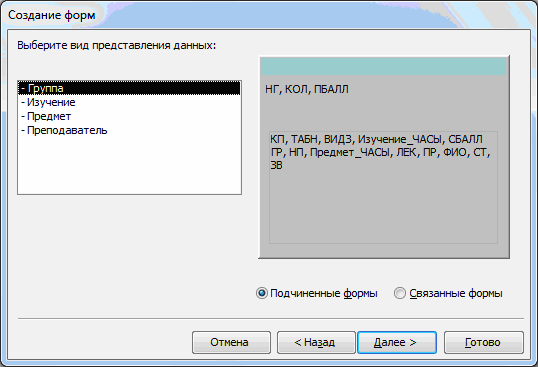 Создание форм
Выберите вид представления данных:
- Группа
- Изучение
- Предмет
- Преподаватель
НГ, КОЛ, ПБАЛЛ
КП, ТАБН, ВИДЗ, Изучение_ЧАСЫ, СБАЛЛ
ГР, НП, Предмет_ЧАСЫ, ЛЕК, ПР, ФИО, СТ,
ЗВ
Подчиненные формы
Связанные формы
Отмена
< Назад
Далее >
Готово